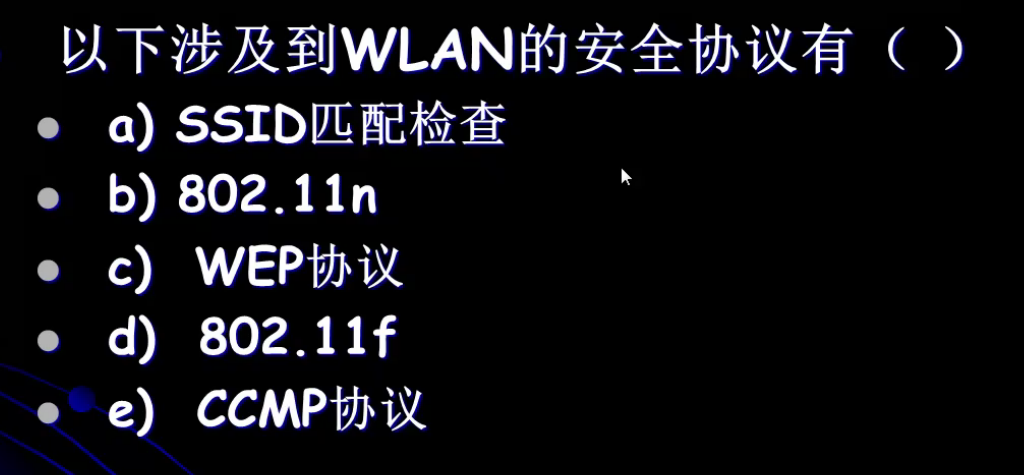 以下涉及到WLAN的安全协议有（ ）
a) SSID匹配检查
b) 802.11n
c) WEP协议
d) 802.11f
e) CCMP协议